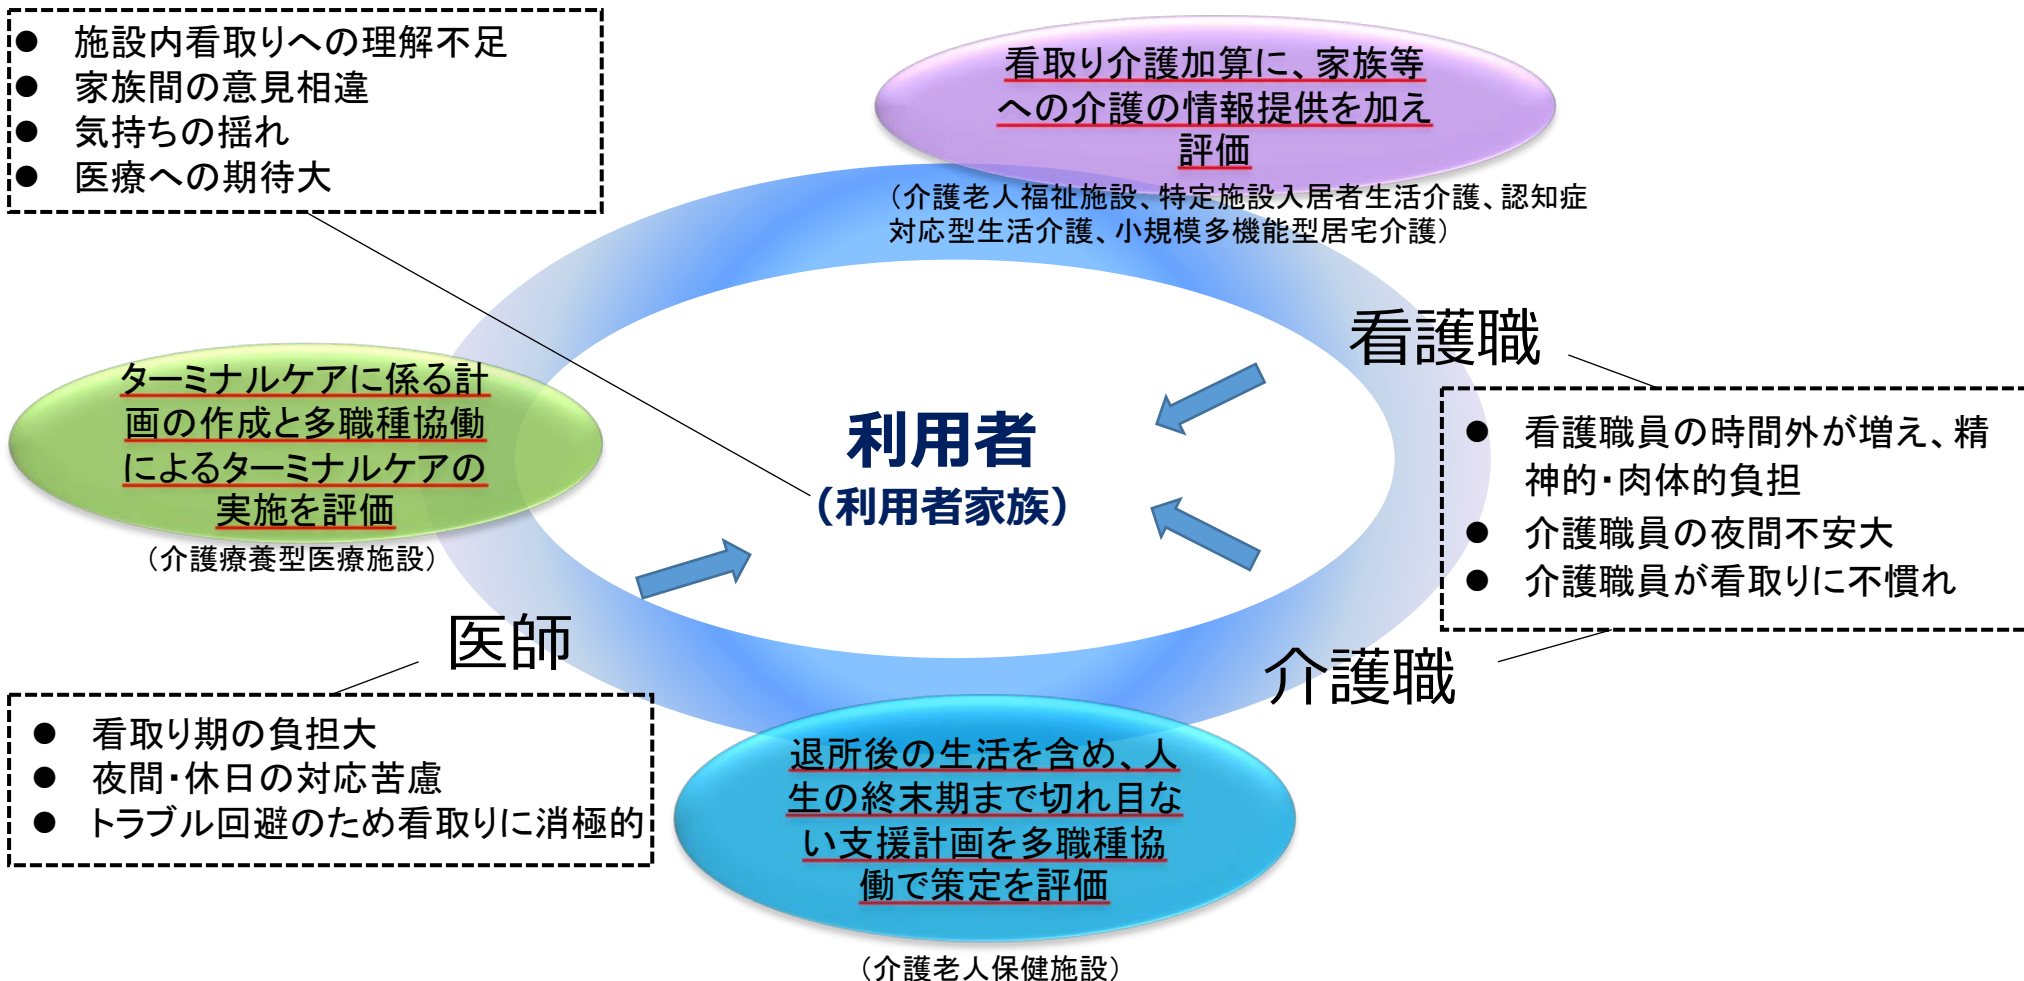 ● 施設内看取りへの理解不足
● 家族間の意見相違
● 気持ちの揺れ
● 医療への期待大
看取り介護加算に、家族等
への介護の情報提供を加え
評価
（介護老人福祉施設、特定施設入居者生活介護、認知症
対応型生活介護、小規模多機能型居宅介護）
ターミナルケアに係る計
画の作成と多職種協働
によるターミナルケアの
実施を評価
（介護療養型医療施設）
利用者
（利用者家族）
看護職
● 看護職員の時間外が増え、精
神的・肉体的負担
● 介護職員の夜間不安大
● 介護職員が看取りに不慣れ
医師
介護職
● 看取り期の負担大
● 夜間・休日の対応苦慮
● トラブル回避のため看取りに消極的
退所後の生活を含め、人
生の終末期まで切れ目な
い支援計画を多職種協
働で策定を評価
（介護老人保健施設）